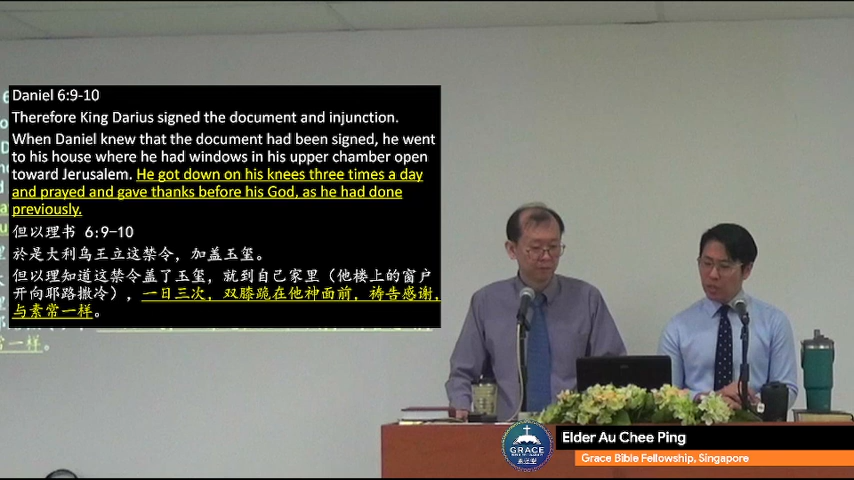 Daniel 6:9-10
Therefore King Darius signed the document and injunction.
When Daniel knew that the document had been signed, he went
to his house where he had windows in his upper chamber open
toward Jerusalem. He got down on his knees three times a day
and prayed and gave thanks before his God, as he had done
previously.
但以理书 6:9-10
於是大利乌王立这禁令，加盖玉玺。
但以理知道这禁令盖了玉玺，就到自己家里（他楼上的窗户
开向耶路撒冷），一日三次，双膝跪在他神面前，祷告感谢，
与素常一样。
一样。
GRACE
Elder Au Chee Ping
Grace Bible Fellowship, Singapore